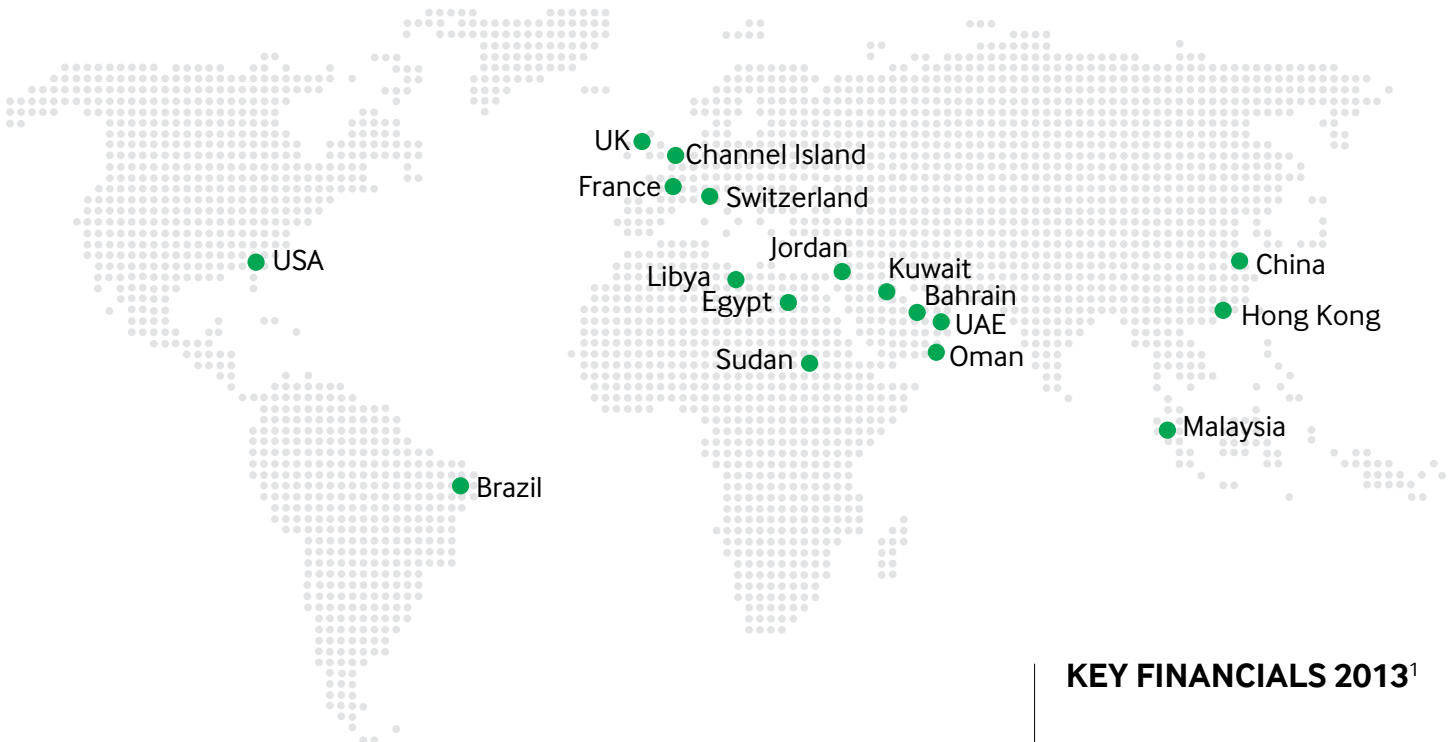 UK
Channel Island
France
Switzerland
USA
Jordan
Libya
Kuwait
Egypt
Bahrain
UAE
China
Hong Kong
Sudan
Oman
Malaysia
Brazil
KEY FINANCIALS 2013¹